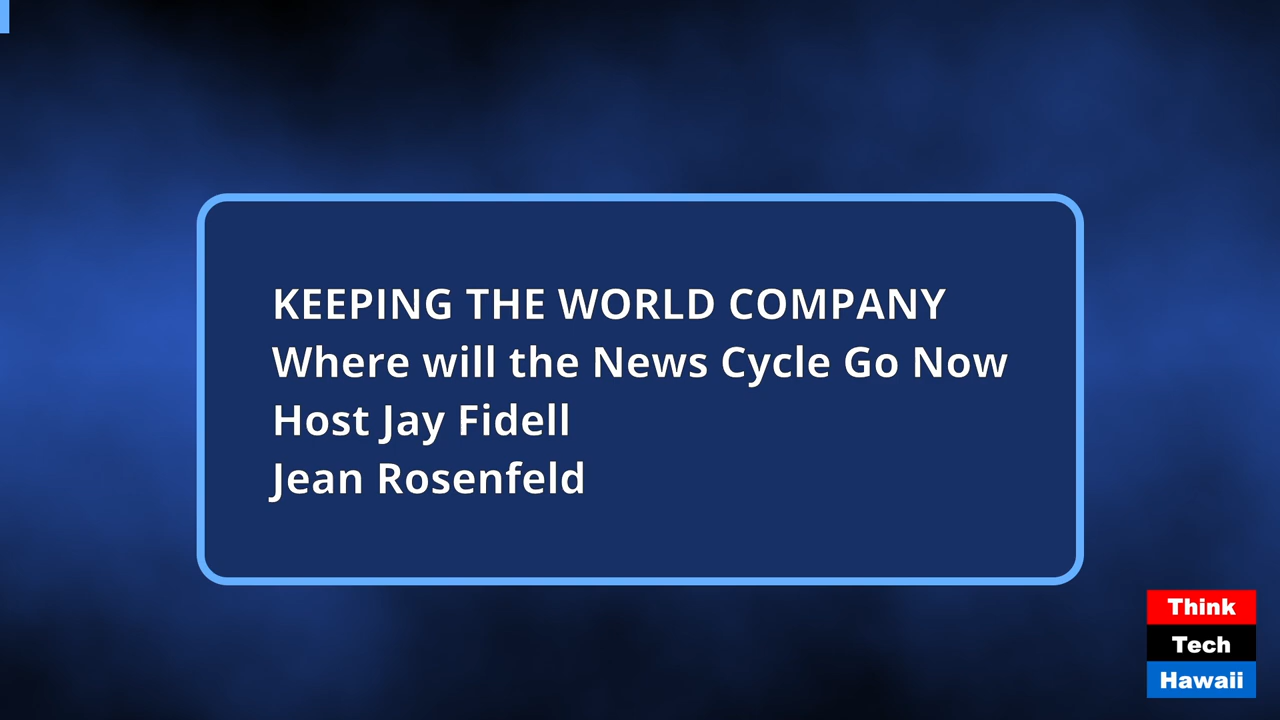 KEEPING THE WORLD COMPANY
Where will the News Cycle Go Now
Host Jay Fidell
Jean Rosenfeld
Think
Tech
Hawaii